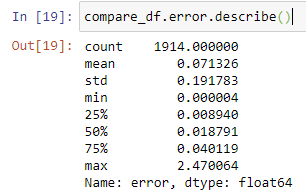 In [19]: compare_df.error.describe()
Out[19]: count    1914.000000
mean        0.071326
std         0.191783
min         0.000004
25%         0.008940
50%         0.018791
75%         0.040119
max         2.470064
Name: error, dtype: float64